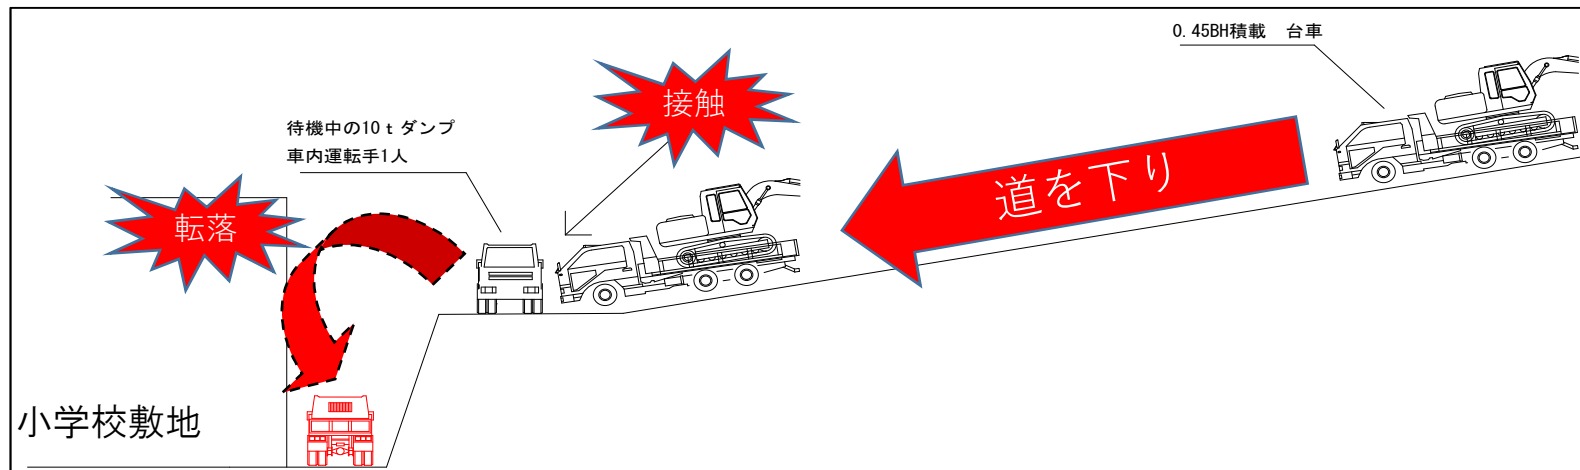 0.45BH積載　台車
接触
待機中の10ｔダンプ
車内運転手1人
道を下り
転落
小学校敷地